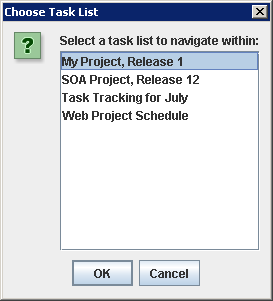 Choose Task List
?
Select a task list to navigate within:
My Project, Release 1
SOA Project, Release 12
Task Tracking for July
Web Project Schedule
OK
Cancel